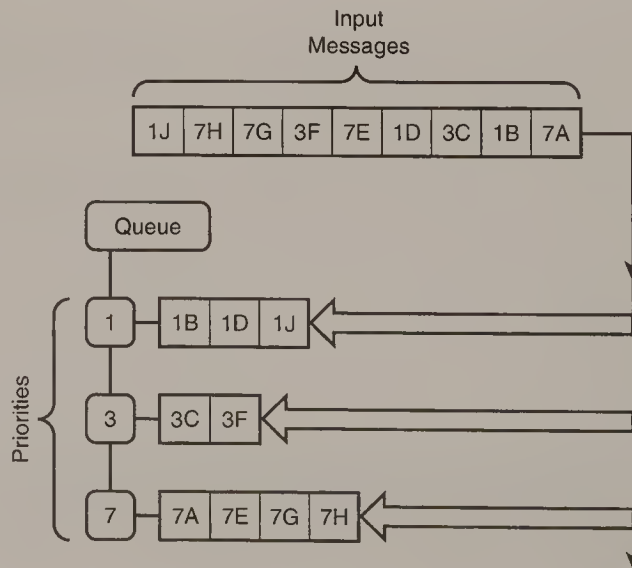 Input
Messages
1J 7H 7G 3F 7E 1D 3C 1B 7A
Queue
Priorities
1 1B 1D 1J
3 3C 3F
7 7A 7E 7G 7H